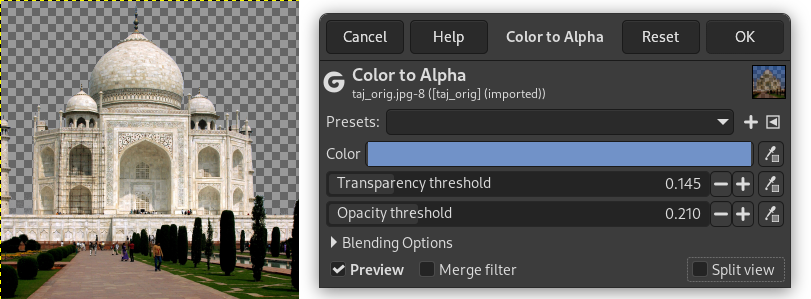 Cancel Help Color to Alpha Reset OK
Color to Alpha
taj_orig.jpg-8 ([taj_orig] (imported))
Presets:
Color
Transparency threshold 0.145
Opacity threshold 0.210
Blending Options
Preview Merge filter Split view